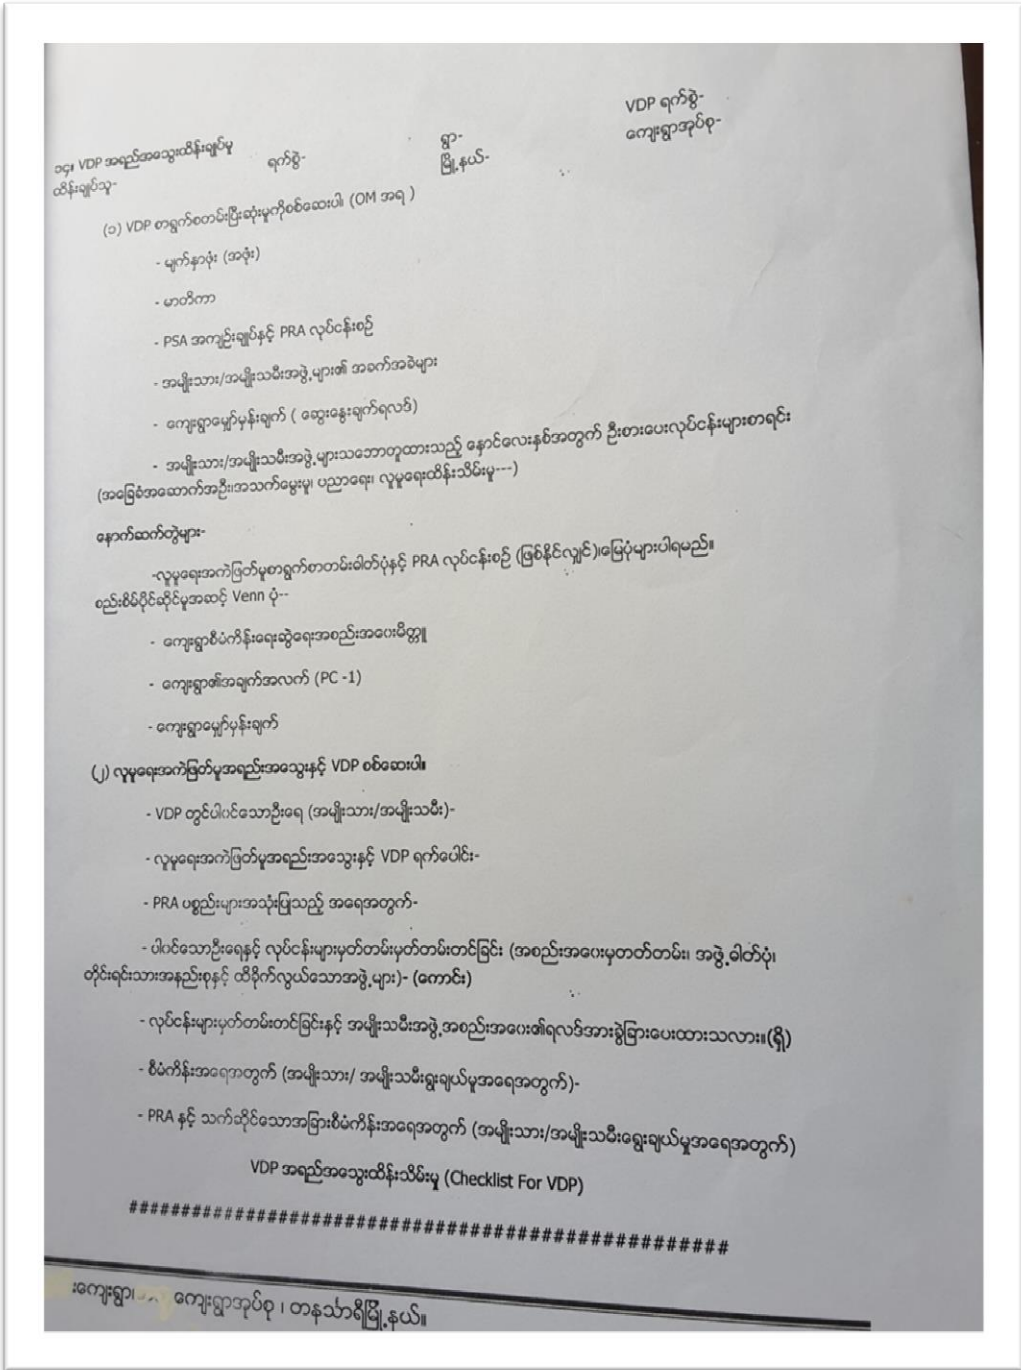 VDP ရက်စွဲ-
၁၄။ VDP အရည်အသွေးထိန်းချုပ်မှု ရွာ- ကျေးရွာအုပ်စု-
ထိန်းချုပ်သူ- ရက်စွဲ- မြို့နယ်-
(၁) VDP စာရွက်စတမ်းပြီးဆုံးမှုကိုစစ်ဆေးပါ၊ (OM အရ )
- မျက်နှာဖုံး (အဖုံး)
- မာတိကာ
- PSA အကျဉ်းချုပ်နှင့် PRA လုပ်ငန်းစဉ်
- အမျိုးသား/အမျိုးသမီးအဖွဲ့များ၏ အခက်အခဲများ
- ကျေးရွာမျှော်မှန်းချက် ( ဆွေးနွေးချက်ရလဒ်)
- အမျိုးသား/အမျိုးသမီးအဖွဲ့များသဘောတူထားသည့် နောင်လေးနှစ်အတွက် ဦးစားပေးလုပ်ငန်းများစာရင်း
(အခြေခံအဆောက်အဦး၊အသက်မွေးမှု၊ ပညာရေး၊ လူမှုရေးထိန်းသိမ်းမှု---)
နောက်ဆက်တွဲများ-
-လူမှုရေးအကဲဖြတ်မှုစာရွက်စာတမ်းဓါတ်ပုံနှင့် PRA လုပ်ငန်းစဉ် (ဖြစ်နိုင်လျှင်)၊မြေပုံများပါရမည်။
စည်းစိမ်ပိုင်ဆိုင်မှုအဆင့် Venn ပုံ--
- ကျေးရွာစီမံကိန်းရေးဆွဲရေးအစည်းအဝေးမိတ္တူ
- ကျေးရွာ၏အချက်အလက် (PC -1)
- ကျေးရွာမျှော်မှန်းချက်
(၂) လူမှုရေးအကဲဖြတ်မှုအရည်းအသွေးနှင့် VDP စစ်ဆေးပါ။
- VDP တွင်ပါဝင်သောဦးရေ (အမျိုးသား/အမျိုးသမီး)-
- လူမှုရေးအကဲဖြတ်မှုအရည်းအသွေးနှင့် VDP ရက်ပေါင်း-
- PRA ပစ္စည်းများအသုံးပြုသည့် အရေအတွက်-
- ပါဝင်သောဦးရေနှင့် လုပ်ငန်းများမှတ်တမ်းမှတ်တမ်းတင်ခြင်း (အစည်းအဝေးမှတတ်တမ်း၊ အဖွဲ့ဓါတ်ပုံ၊
တိုင်းရင်းသားအနည်းစုနှင့် ထိခိုက်လွယ်သောအဖွဲ့များ)- (ကောင်း)
- လုပ်ငန်းများမှတ်တမ်းတင်ခြင်းနှင့် အမျိုးသမီးအဖွဲ့အစည်းအဝေး၏ရလဒ်အားခွဲခြားပေးထားသလား။(ရှိ)
- စီမံကိန်းအရေအတွက် (အမျိုးသား/ အမျိုးသမီးရွေးချယ်မှုအရေအတွက်)-
- PRA နှင့် သက်ဆိုင်သောအခြားစီမံကိန်းအရေအတွက် (အမျိုးသား/အမျိုးသမီးရွေးချယ်မှုအရေအတွက်)
VDP အရည်အသွေးထိန်းသိမ်းမှု (Checklist For VDP)
##################################################
းကျေးရွာ၊ ကျေးရွာအုပ်စု ၊ တနင်္သာရီမြို့နယ်။